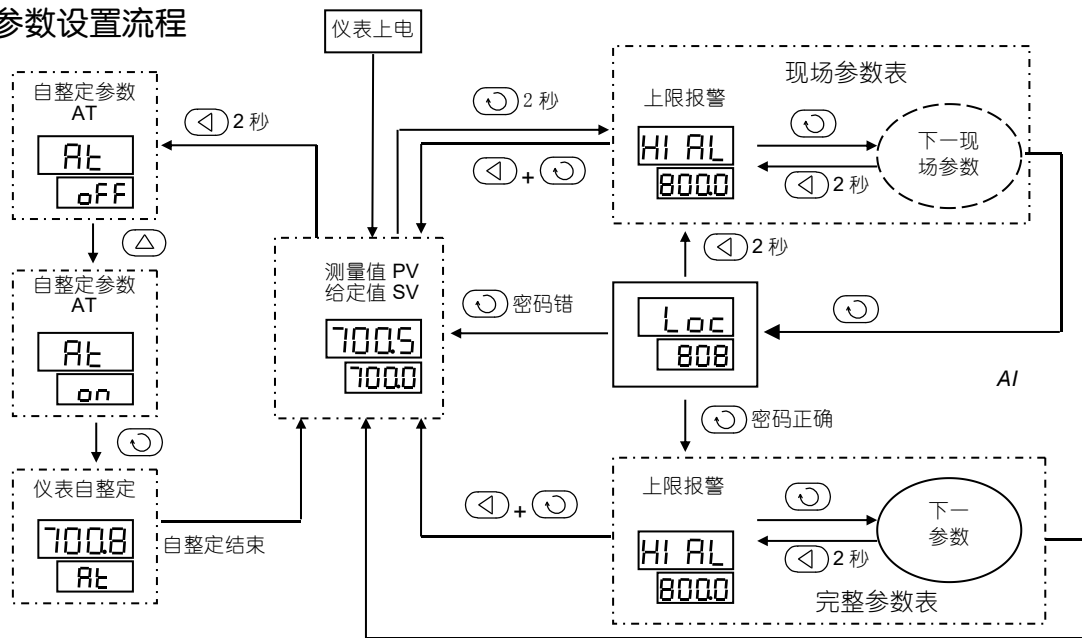 参数设置流程
仪表上电
自整定参数
AT
At
oFF
2 秒
自整定参数
AT
At
on
仪表自整定
700.8
At
自整定结束
测量值 PV
给定值 SV
700.5
700.0
2 秒
+
密码错
+
现场参数表
上限报警
HI AL
800.0
2 秒
下一现
场参数
2 秒
Loc
808
AI
密码正确
上限报警
HI AL
800.0
2 秒
下一
参数
完整参数表